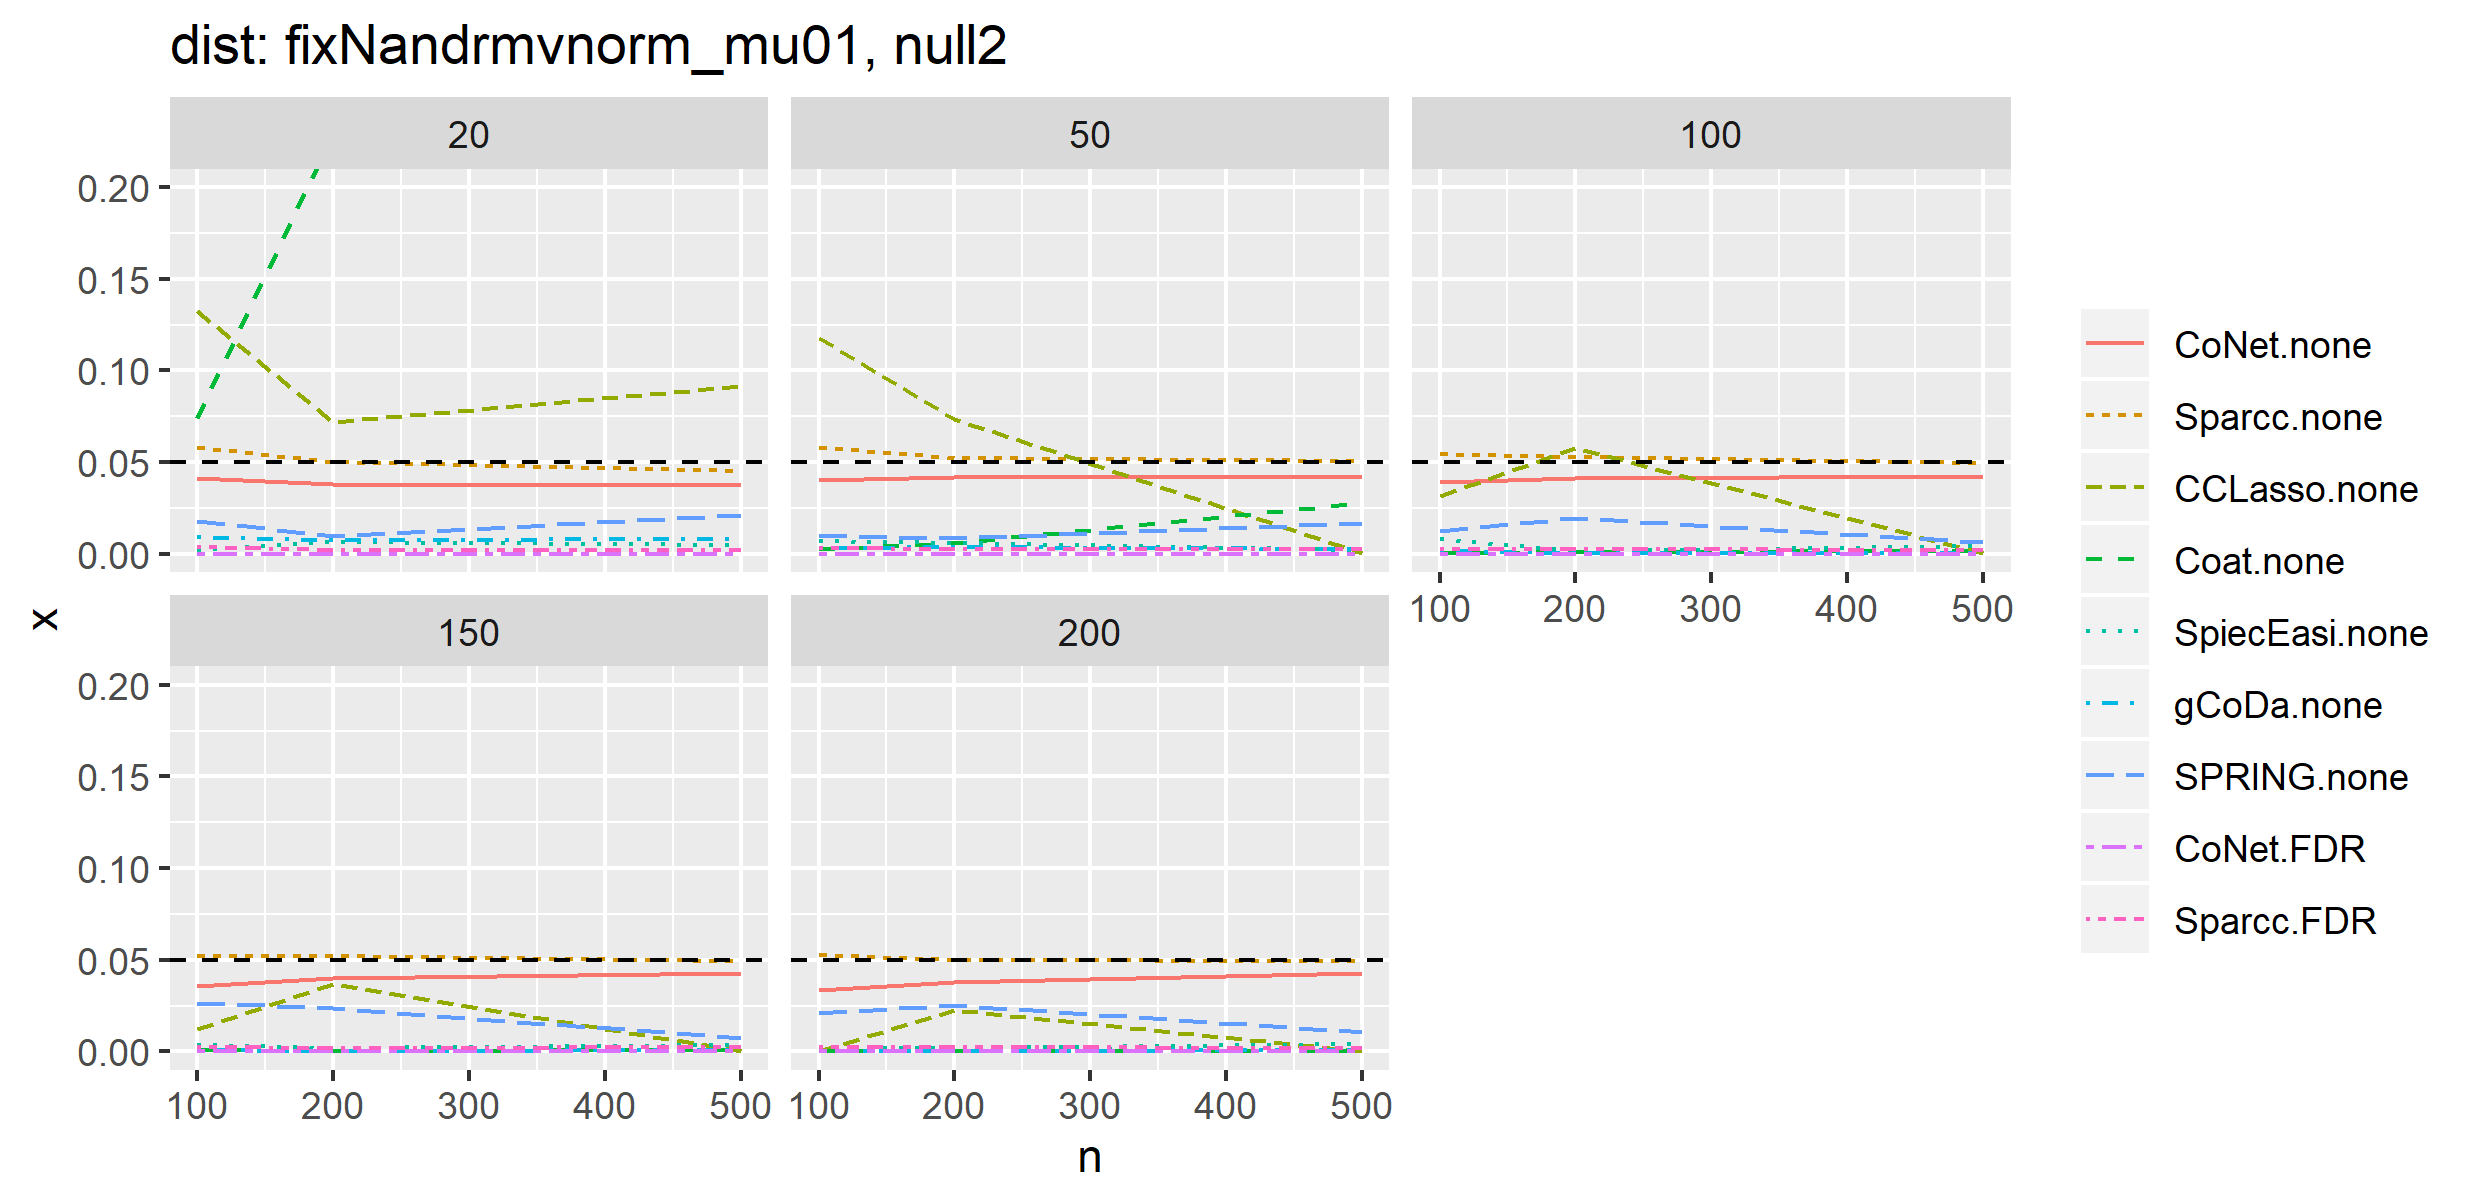 dist: fixNandrmvnorm_mu01, null2
20
50
100
0.20
0.15
0.10
0.05
0.00
100 200 300 400 500
x
150
200
0.20
0.15
0.10
0.05
0.00
100 200 300 400 500
100 200 300 400 500
n
CoNet.none
Sparcc.none
CCLasso.none
Coat.none
SpiecEasi.none
gCoDa.none
SPRING.none
CoNet.FDR
Sparcc.FDR